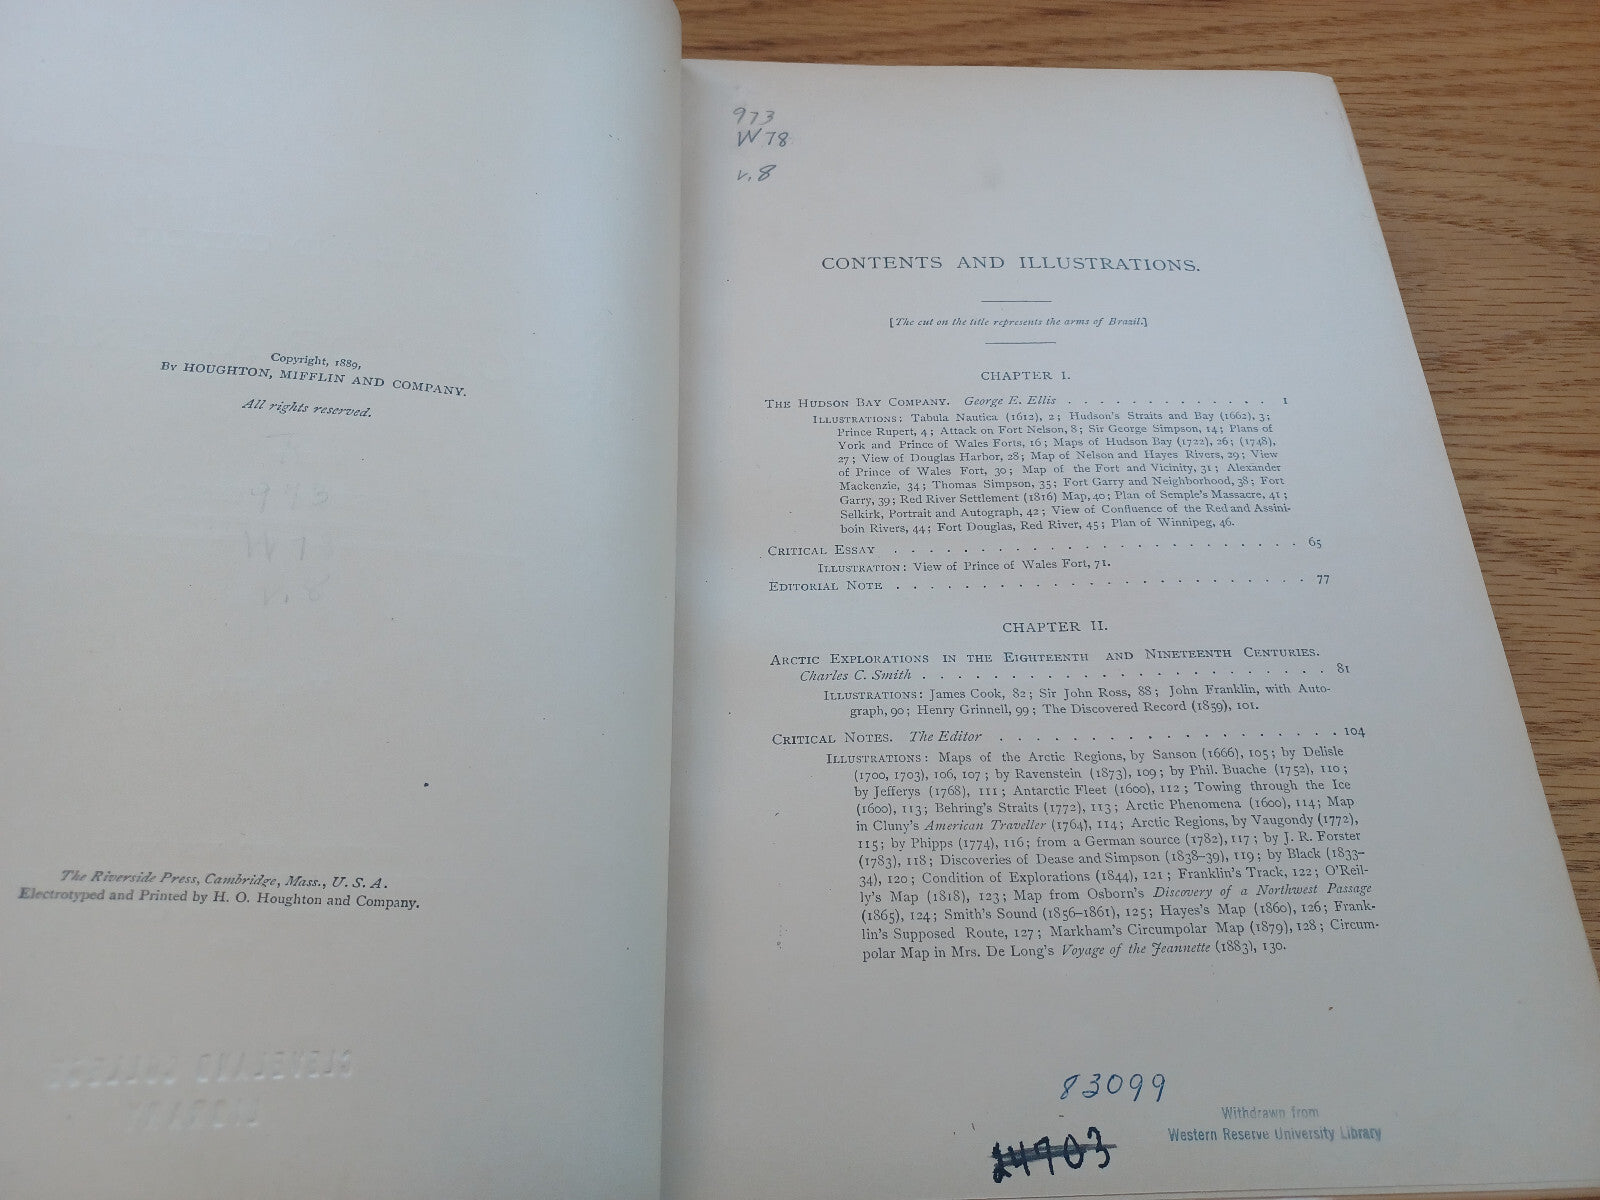 Copyright, 1889,
By HOUGHTON, MIFFLIN AND COMPANY.
All rights reserved.
The Riverside Press, Cambridge, Mass., U. S. A.
Electrotyped and Printed by H. O. Houghton and Company.
CLEVELAND COLLEGE
LIBRARY
973
W78
v.8
CONTENTS AND ILLUSTRATIONS.
[The cut on the title represents the arms of Brazil.]
CHAPTER I.
THE HUDSON BAY COMPANY. George E. Ellis . . . . . . . . . . . . . 1
ILLUSTRATIONS: Tabula Nautica (1612), 2; Hudson's Straits and Bay (1662), 3;
Prince Rupert, 4; Attack on Fort Nelson, 8; Sir George Simpson, 14; Plans of
York and Prince of Wales Forts, 16; Maps of Hudson Bay (1722), 26; (1748),
27; View of Douglas Harbor, 28; Map of Nelson and Hayes Rivers, 29; View
of Prince of Wales Fort, 30; Map of the Fort and Vicinity, 31; Alexander
Mackenzie, 34; Thomas Simpson, 35; Fort Garry and Neighborhood, 38; Fort
Garry, 39; Red River Settlement (1816) Map, 40; Plan of Semple's Massacre, 41;
Selkirk, Portrait and Autograph, 42; View of Confluence of the Red and Assini-
boin Rivers, 44; Fort Douglas, Red River, 45; Plan of Winnipeg, 46.
CRITICAL ESSAY . . . . . . . . . . . . . . . . . . . . . . . . 65
ILLUSTRATION: View of Prince of Wales Fort, 71.
EDITORIAL NOTE . . . . . . . . . . . . . . . . . . . . . . . . 77
CHAPTER II.
ARCTIC EXPLORATIONS IN THE EIGHTEENTH AND NINETEENTH CENTURIES.
Charles C. Smith . . . . . . . . . . . . . . . . . . . . . . . 81
ILLUSTRATIONS: James Cook, 82; Sir John Ross, 88; John Franklin, with Auto-
graph, 90; Henry Grinnell, 99; The Discovered Record (1859), 101.
CRITICAL NOTES. The Editor . . . . . . . . . . . . . . . . . . 104
ILLUSTRATIONS: Maps of the Arctic Regions, by Sanson (1666), 105; by Delisle
(1700, 1703), 106, 107; by Ravenstein (1873), 109; by Phil. Buache (1752), 110;
by Jefferys (1768), 111; Antarctic Fleet (1600), 112; Towing through the Ice
(1600), 113; Behring's Straits (1772), 113; Arctic Phenomena (1600), 114; Map
in Cluny's American Traveller (1764), 114; Arctic Regions, by Vaugondy (1772),
115; by Phipps (1774), 116; from a German source (1782), 117; by J. R. Forster
(1783), 118; Discoveries of Dease and Simpson (1838–39), 119; by Black (1833–
34), 120; Condition of Explorations (1844), 121; Franklin's Track, 122; O'Reil-
ly's Map (1818), 123; Map from Osborn's Discovery of a Northwest Passage
(1865), 124; Smith's Sound (1856–1861), 125; Hayes's Map (1860), 126; Frank-
lin's Supposed Route, 127; Markham's Circumpolar Map (1879), 128; Circum-
polar Map in Mrs. De Long's Voyage of the Jeannette (1883), 130.
83099
Withdrawn from
Western Reserve University Library
24703